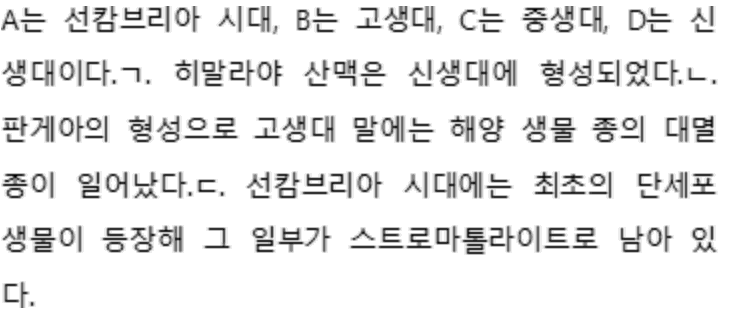 A는 선캄브리아 시대, B는 고생대, C는 중생대, D는 신
생대이다.ㄱ. 히말라야 산맥은 신생대에 형성되었다.ㄴ.
판게아의 형성으로 고생대 말에는 해양 생물 종의 대멸
종이 일어났다.ㄷ. 선캄브리아 시대에는 최초의 단세포
생물이 등장해 그 일부가 스트로마톨라이트로 남아 있
다.